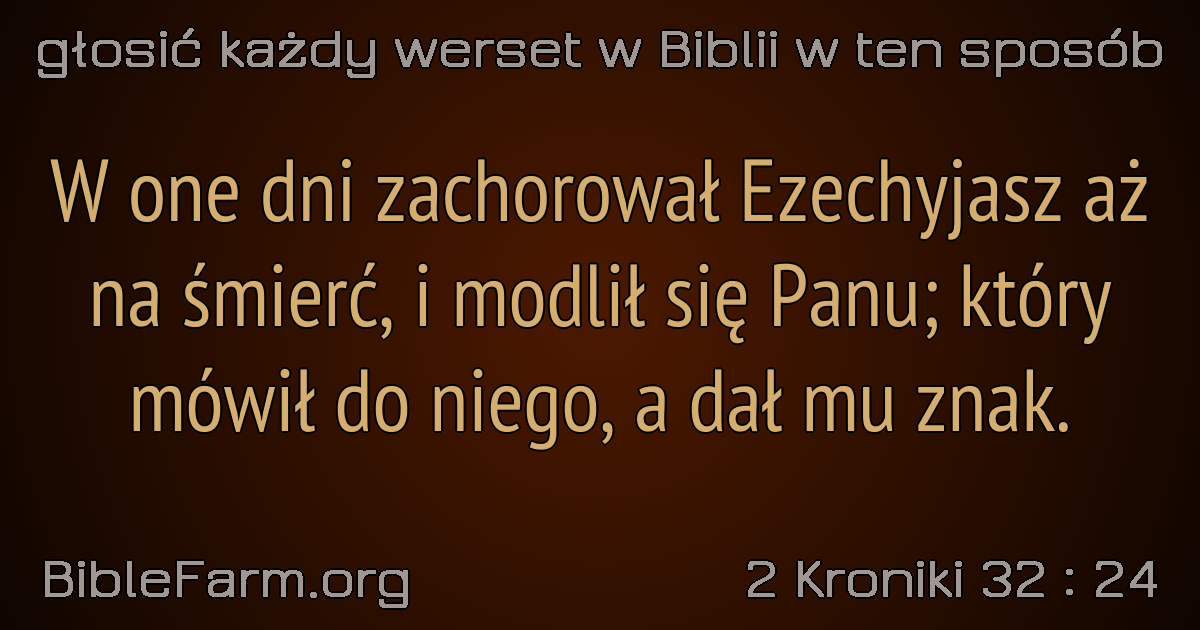 głosić każdy werset w Biblii w ten sposób
W one dni zachorował Ezechyjasz aż
na śmierć, i modlił się Panu; który
mówił do niego, a dał mu znak.
BibleFarm.org
2 Kroniki 32 : 24